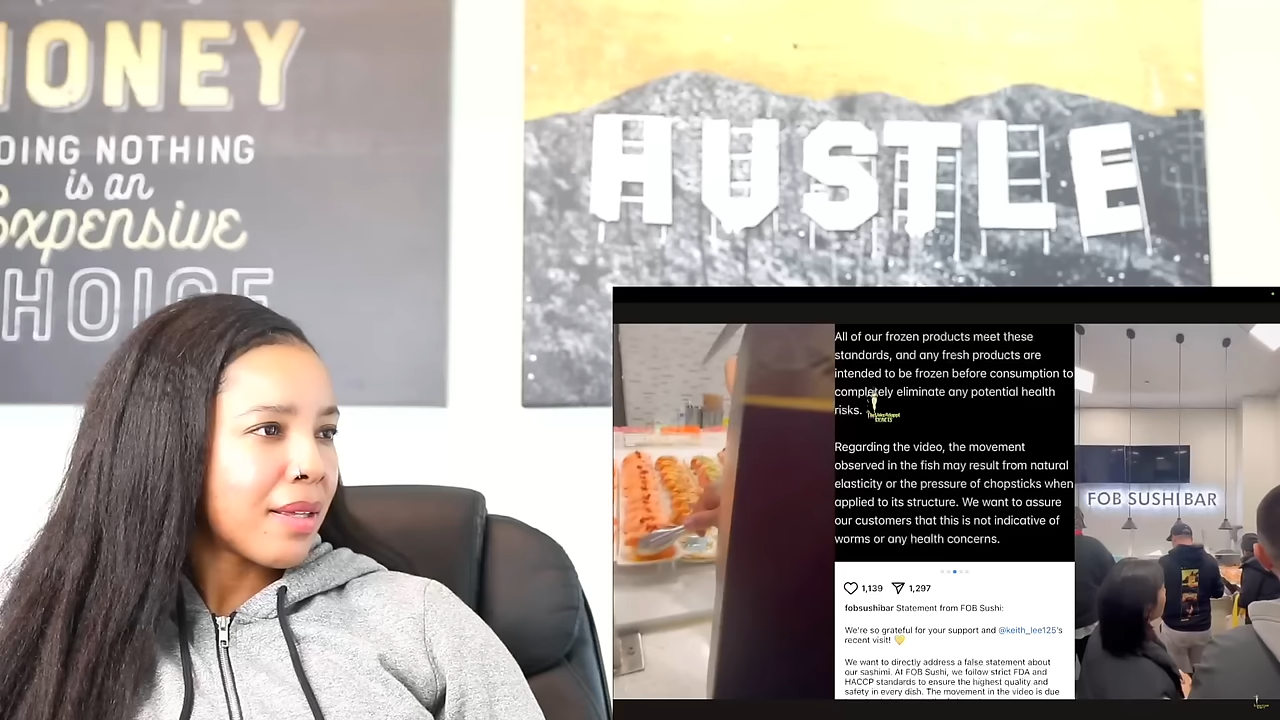 MONEY
DOING NOTHING
is an
Expensive
CHOICE
HUSTLE
All of our frozen products meet these
standards, and any fresh products are
intended to be frozen before consumption to
completely eliminate any potential health
risks.
Regarding the video, the movement
observed in the fish may result from natural
elasticity or the pressure of chopsticks when
applied to its structure. We want to assure
our customers that this is not indicative of
worms or any health concerns.
1,139 1,297
fobsushibar Statement from FOB Sushi:
We're so grateful for your support and @keith_lee125's
recent visit! 💛
We want to directly address a false statement about
our sashimi. At FOB Sushi, we follow strict FDA and
HACCP standards to ensure the highest quality and
safety in every dish. The movement in the video is due
FOB SUSHI BAR